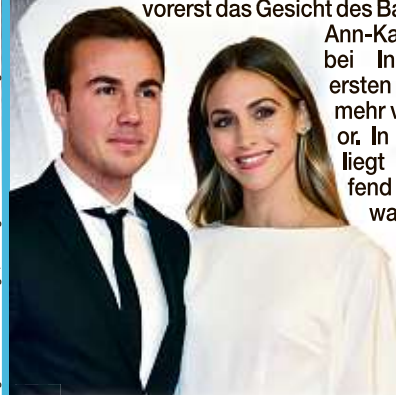 vorerst das Gesicht des Ba
Ann-Ka
bei In
ersten
mehr v
or. In
liegt
fend
wa